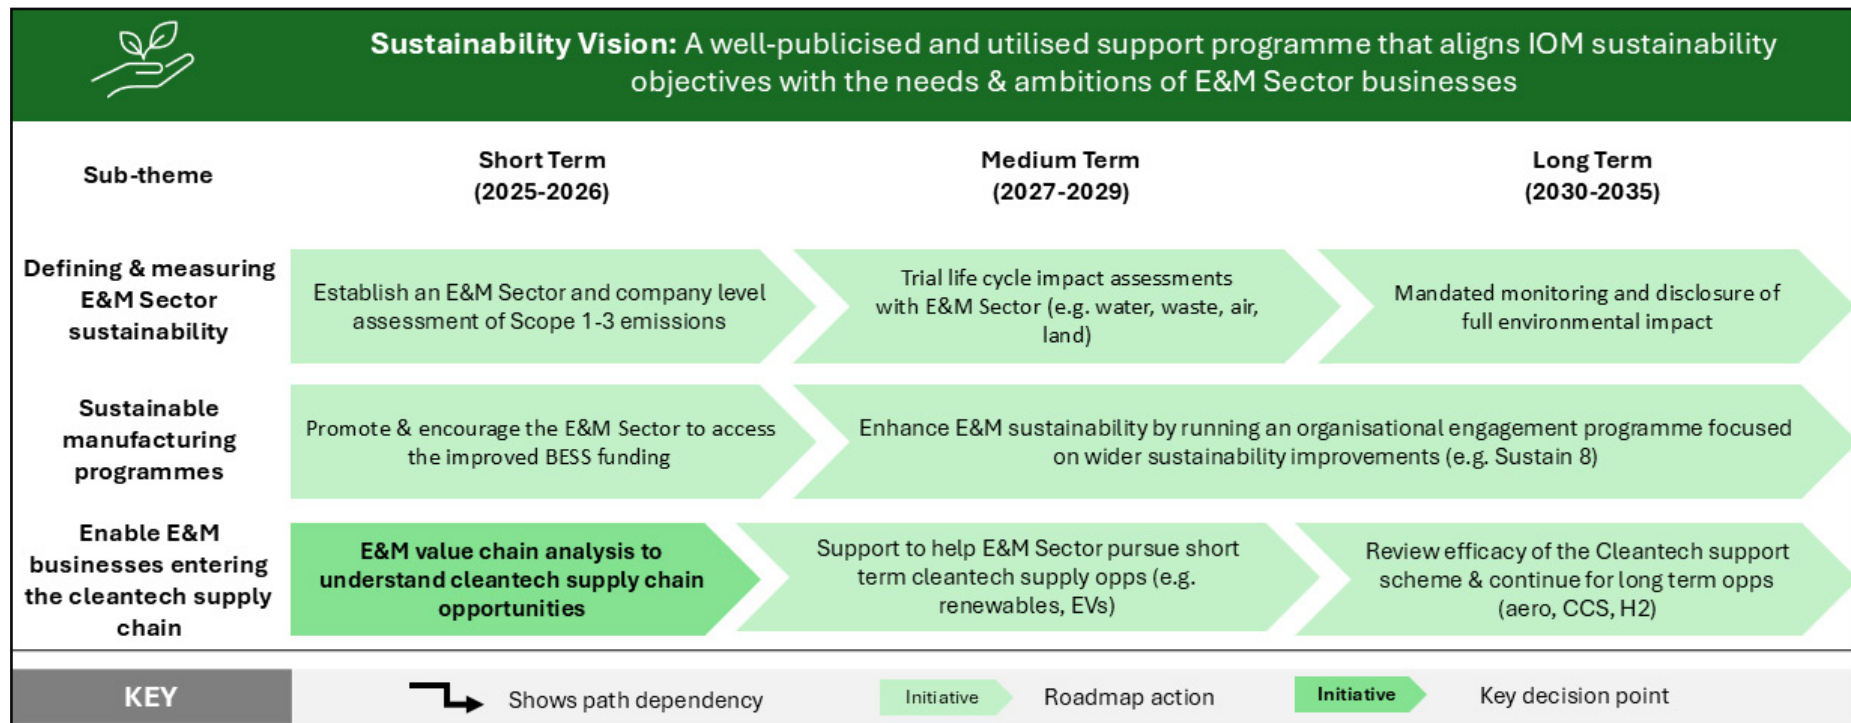 Sustainability Vision: A well-publicised and utilised support programme that aligns IOM sustainability
objectives with the needs & ambitions of E&M Sector businesses
Sub-theme
Short Term
(2025-2026)
Medium Term
(2027-2029)
Long Term
(2030-2035)
Defining & measuring
E&M Sector
sustainability
Establish an E&M Sector and company level
assessment of Scope 1-3 emissions
Trial life cycle impact assessments
with E&M Sector (e.g. water, waste, air,
land)
Mandated monitoring and disclosure of
full environmental impact
Sustainable
manufacturing
programmes
Promote & encourage the E&M Sector to access
the improved BESS funding
Enhance E&M sustainability by running an organisational engagement programme focused
on wider sustainability improvements (e.g. Sustain 8)
Enable E&M
businesses entering
the cleantech supply
chain
E&M value chain analysis to
understand cleantech supply chain
opportunities
Support to help E&M Sector pursue short
term cleantech supply opps (e.g.
renewables, EVs)
Review efficacy of the Cleantech support
scheme & continue for long term opps
(aero, CCS, H2)
KEY
Shows path dependency
Initiative
Roadmap action
Initiative
Key decision point